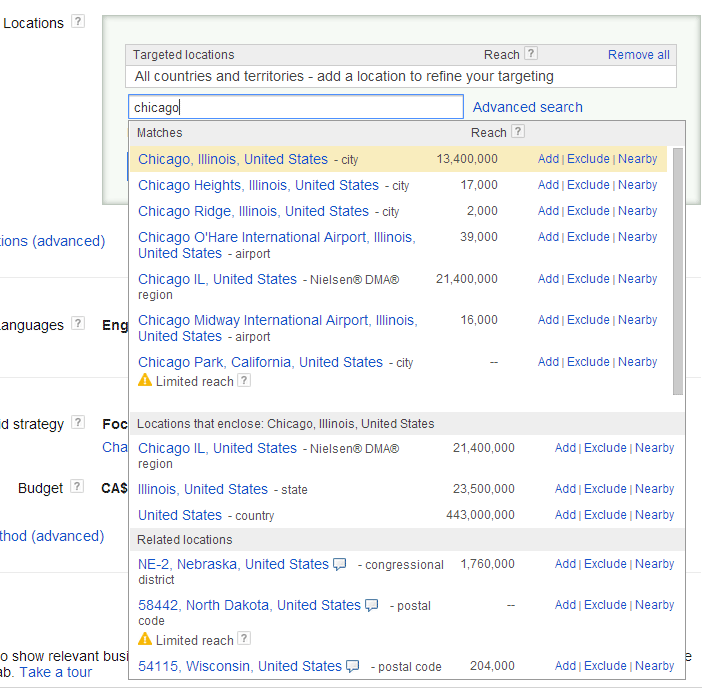 Locations ?
Targeted locations Reach ? Remove all
All countries and territories - add a location to refine your targeting
chicago Advanced search
Matches Reach ?
Chicago, Illinois, United States - city 13,400,000 Add | Exclude | Nearby
Chicago Heights, Illinois, United States - city 17,000 Add | Exclude | Nearby
Chicago Ridge, Illinois, United States - city 2,000 Add | Exclude | Nearby
Chicago O'Hare International Airport, Illinois, 39,000 Add | Exclude | Nearby
United States - airport
tions (advanced)
Chicago IL, United States - Nielsen® DMA® 21,400,000 Add | Exclude | Nearby
region
Chicago Midway International Airport, Illinois, 16,000 Add | Exclude | Nearby
anguages ? Eng
United States - airport
Chicago Park, California, United States - city -- Add | Exclude | Nearby
Limited reach ?
Locations that enclose: Chicago, Illinois, United States
id strategy ? Foc
Cha
Chicago IL, United States - Nielsen® DMA® 21,400,000 Add | Exclude | Nearby
region
Budget ? CA$
Illinois, United States - state 23,500,000 Add | Exclude | Nearby
United States - country 443,000,000 Add | Exclude | Nearby
thod (advanced)
Related locations
NE-2, Nebraska, United States - congressional 1,760,000 Add | Exclude | Nearby
district
58442, North Dakota, United States - postal -- Add | Exclude | Nearby
code
Limited reach ?
o show relevant busi e
54115, Wisconsin, United States - postal code 204,000 Add | Exclude | Nearby
ab. Take a tour